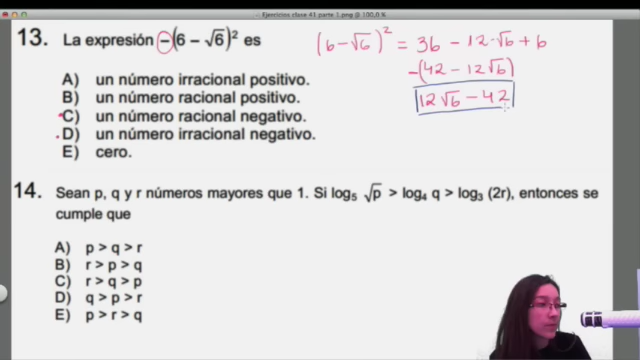 Ejercicios clase 41 parte 1.png @ 100,0 %
13. La expresión −(6 − √6)² es
A) un número irracional positivo.
B) un número racional positivo.
C) un número racional negativo.
D) un número irracional negativo.
E) cero.
(6−√6)² = 36 − 12·√6 + 6
−(42 − 12√6)
12√6 − 42
14. Sean p, q y r números mayores que 1. Si log₅ √p > log₄ q > log₃ (2r), entonces se
cumple que
A) p > q > r
B) r > p > q
C) r > q > p
D) q > p > r
E) p > r > q